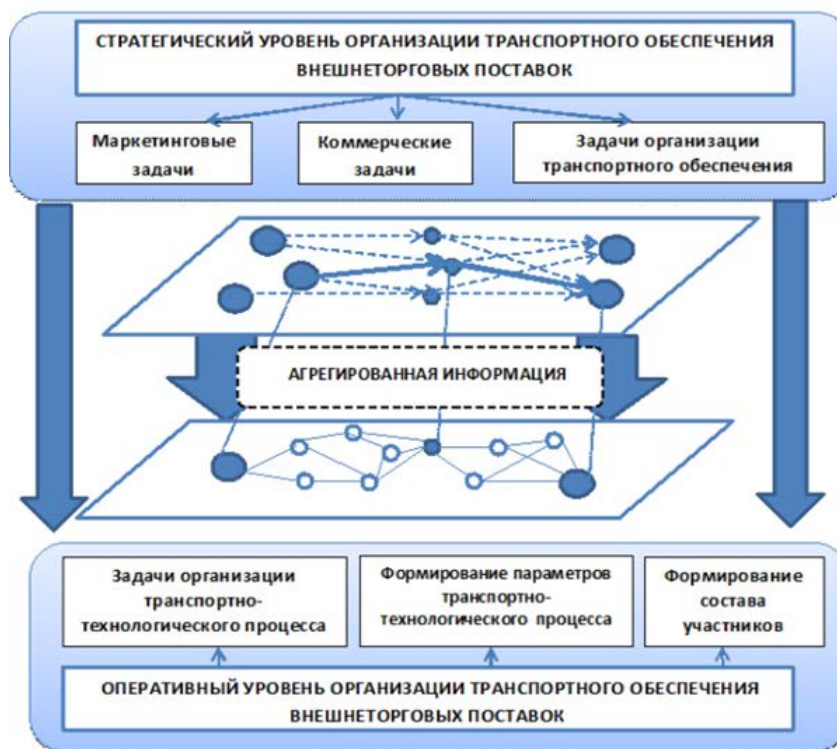 СТРАТЕГИЧЕСКИЙ УРОВЕНЬ ОРГАНИЗАЦИИ ТРАНСПОРТНОГО ОБЕСПЕЧЕНИЯ
ВНЕШНЕТОРГОВЫХ ПОСТАВОК
Маркетинговые
задачи
Коммерческие
задачи
Задачи организации
транспортного обеспечения
АГРЕГИРОВАННАЯ ИНФОРМАЦИЯ
Задачи организации
транспортно-
технологического процесса
Формирование параметров
транспортно-
технологического процесса
Формирование
состава
участников
ОПЕРАТИВНЫЙ УРОВЕНЬ ОРГАНИЗАЦИИ ТРАНСПОРТНОГО ОБЕСПЕЧЕНИЯ
ВНЕШНЕТОРГОВЫХ ПОСТАВОК